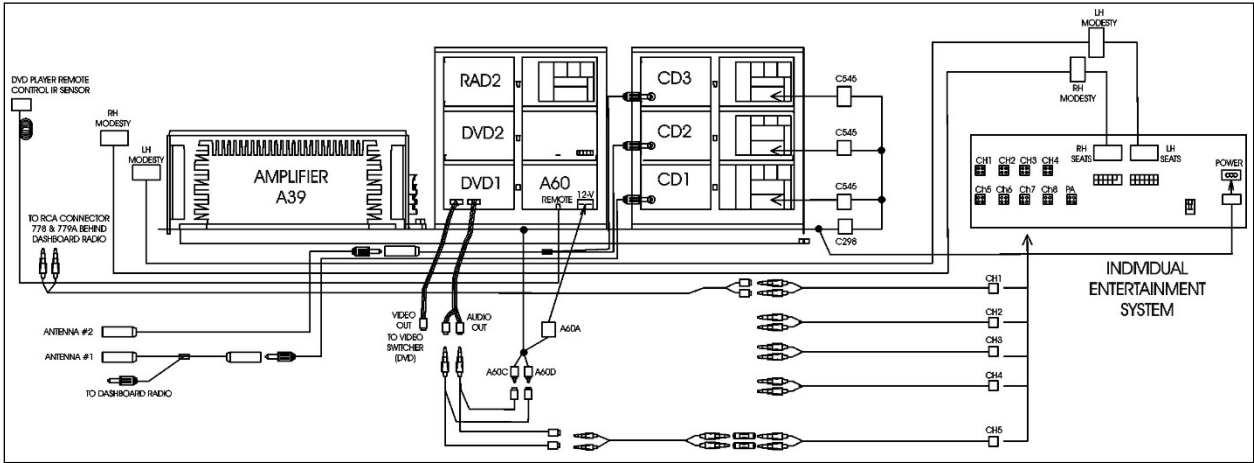 LH
MODESTY
RH
MODESTY
DVD PLAYER REMOTE
CONTROL IR SENSOR
RH
MODESTY
LH
MODESTY
AMPLIFIER
A39
RAD2
DVD2
DVD1
A60
REMOTE
12-V
CD3
CD2
CD1
C545
C545
C545
C298
RH
SEATS
LH
SEATS
POWER
CH1
CH2
CH3
CH4
Ch5
Ch6
Ch7
Ch8
PA
INDIVIDUAL
ENTERTAINMENT
SYSTEM
TO RCA CONNECTOR
778 & 779A BEHIND
DASHBOARD RADIO
ANTENNA #2
ANTENNA #1
TO DASHBOARD RADIO
VIDEO
OUT
TO VIDEO
SWITCHER
(DVD)
AUDIO
OUT
A60A
A60C
A60D
CH1
CH2
CH3
CH4
CH5